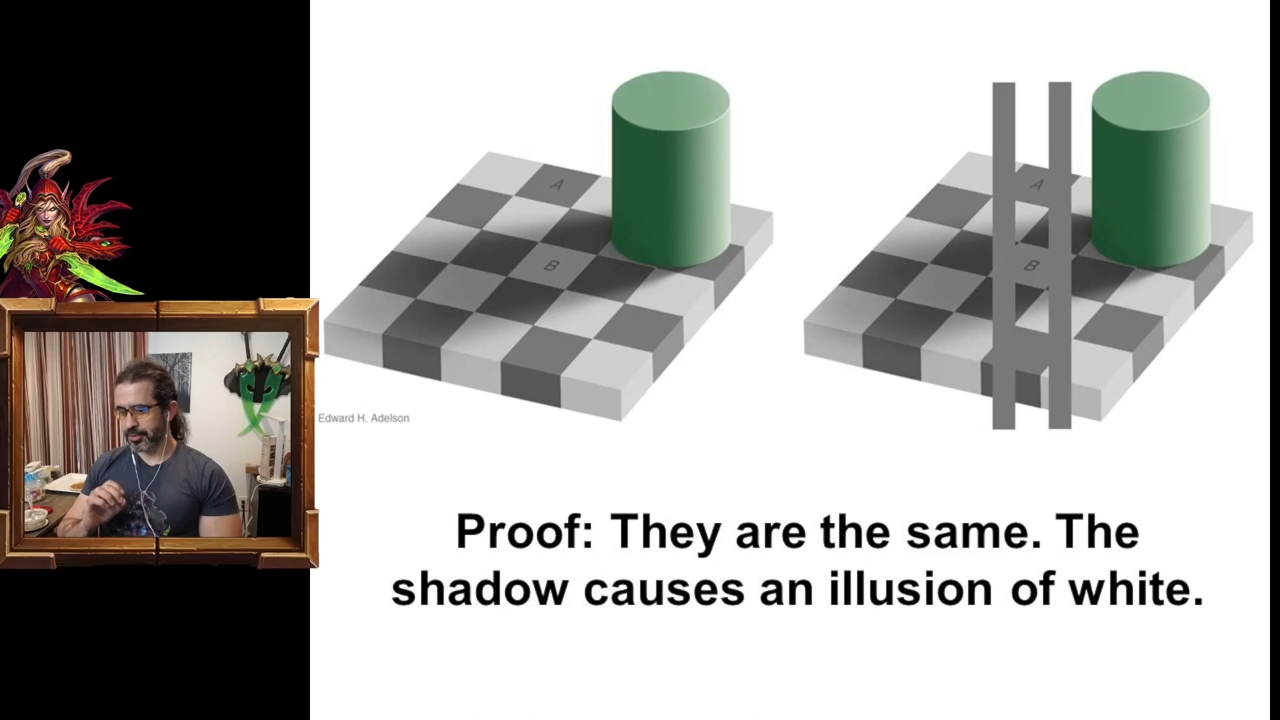 A
B
A
B
Edward H. Adelson
Proof: They are the same. The
shadow causes an illusion of white.